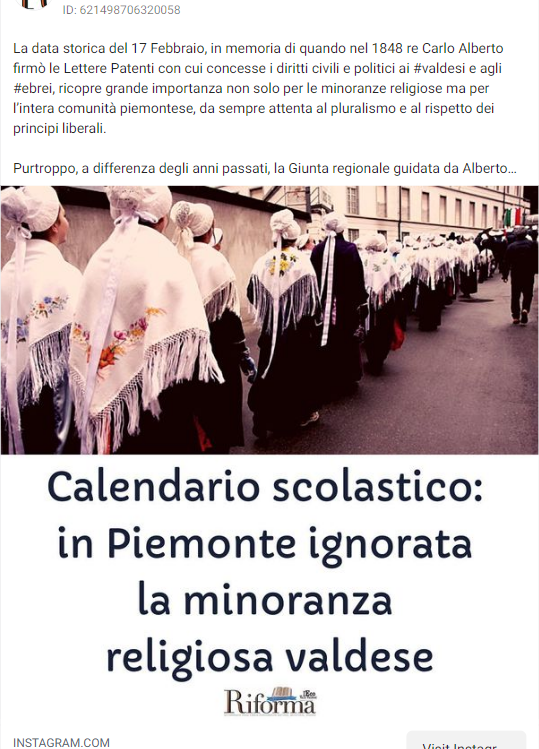 ID: 621498706320058
La data storica del 17 Febbraio, in memoria di quando nel 1848 re Carlo Alberto
firmò le Lettere Patenti con cui concesse i diritti civili e politici ai #valdesi e agli
#ebrei, ricopre grande importanza non solo per le minoranze religiose ma per
l'intera comunità piemontese, da sempre attenta al pluralismo e al rispetto dei
principi liberali.
Purtroppo, a differenza degli anni passati, la Giunta regionale guidata da Alberto…
Calendario scolastico:
in Piemonte ignorata
la minoranza
religiosa valdese
Riforma
INSTAGRAM.COM
Visit Instagr